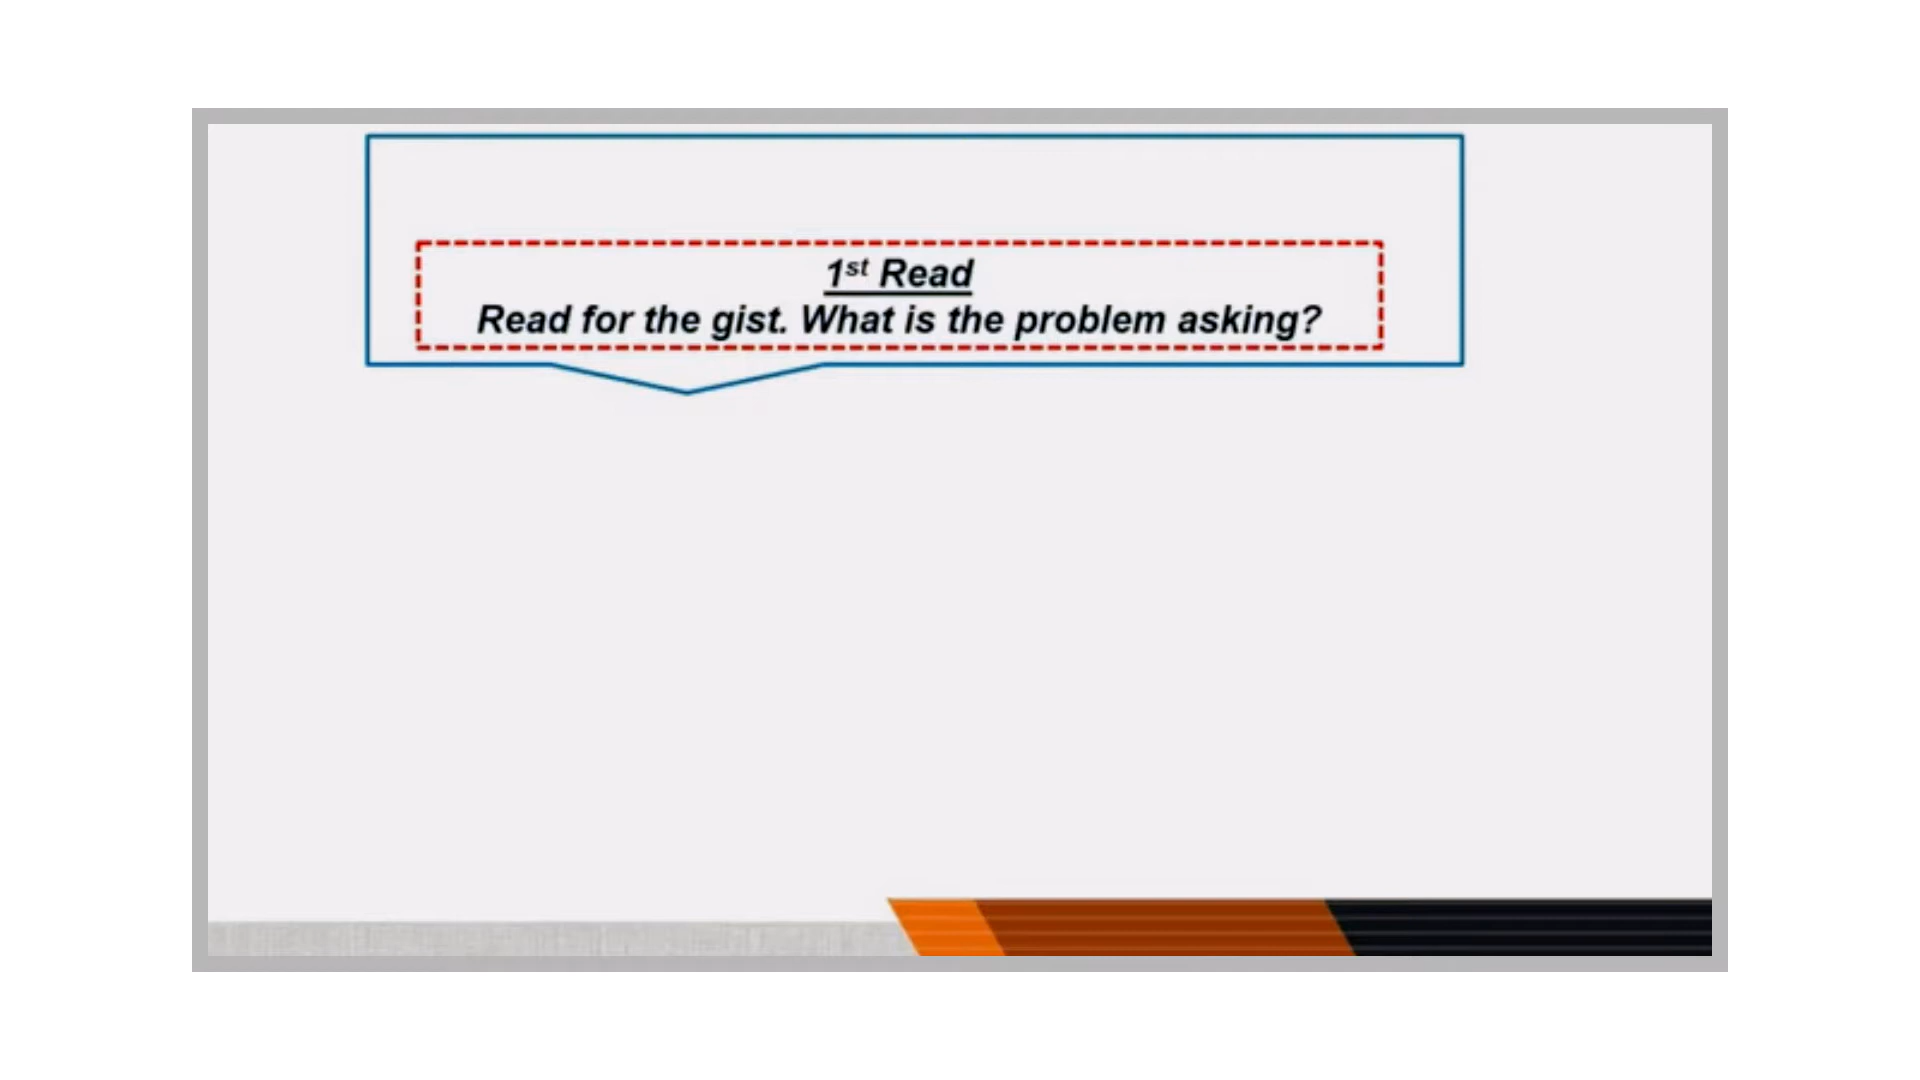 1st Read
Read for the gist. What is the problem asking?